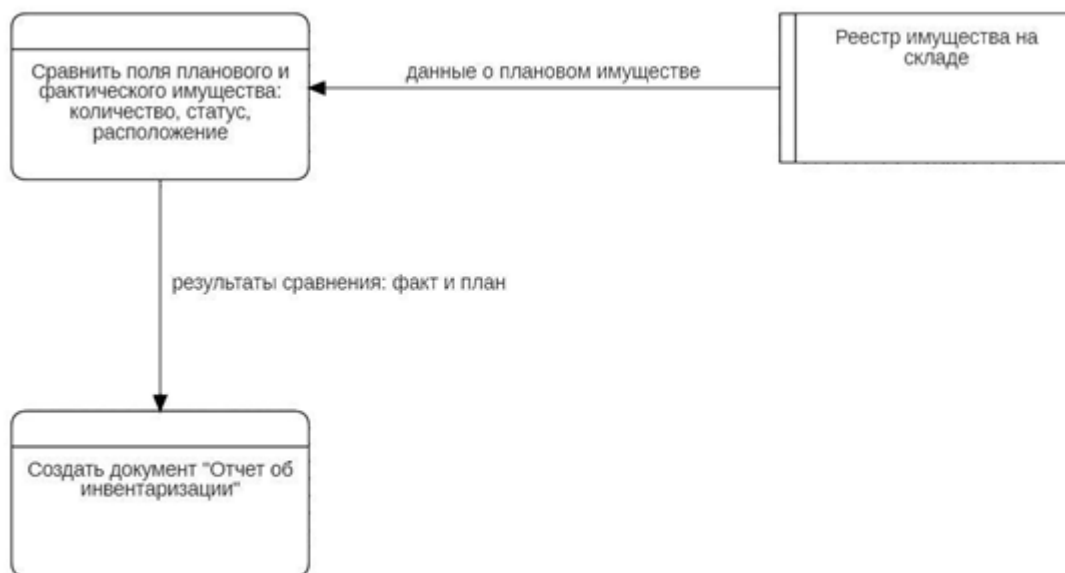 Сравнить поля планового и
фактического имущества:
количество, статус,
расположение
данные о плановом имуществе
Реестр имущества на
складе
результаты сравнения: факт и план
Создать документ "Отчет об
инвентаризации"